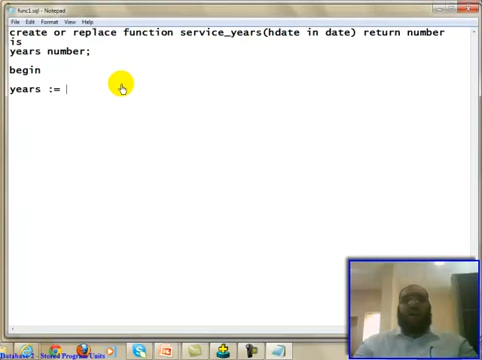 func1.sql - Notepad
File Edit Format View Help
create or replace function service_years(hdate in date) return number
is
years number;
begin
years :=
Database-2 - Stored Program Units